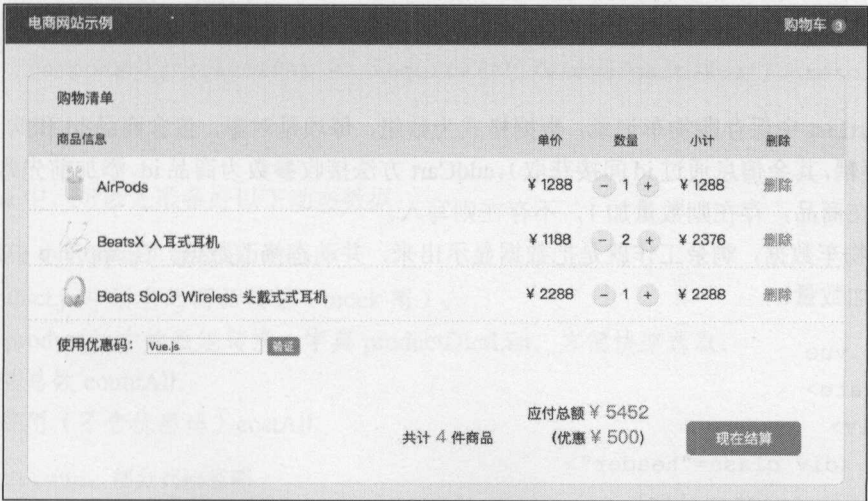 电商网站示例 购物车 3
购物清单
商品信息 单价 数量 小计 删除
AirPods ¥ 1288 − 1 + ¥ 1288 删除
BeatsX 入耳式耳机 ¥ 1188 − 2 + ¥ 2376 删除
Beats Solo3 Wireless 头戴式式耳机 ¥ 2288 − 1 + ¥ 2288 删除
使用优惠码： Vue.js 验证
应付总额 ¥ 5452
共计 4 件商品 (优惠 ¥ 500) 现在结算